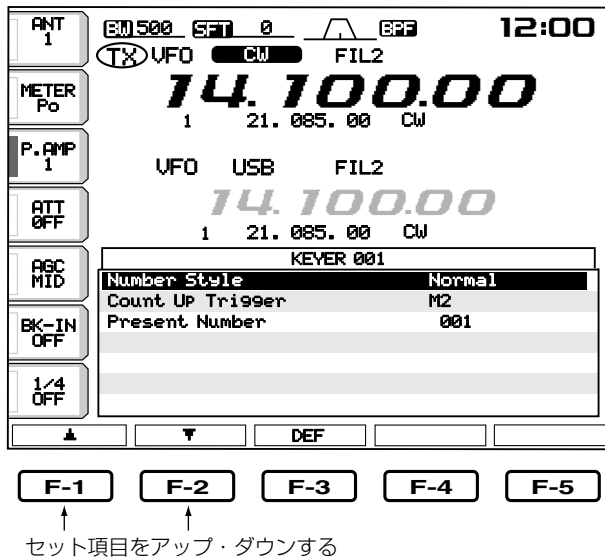 ANT 1
BW 500 SFT 0 BPF 12:00
TX VFO CW FIL2
METER Po
14.100.00
1 21.085.00 CW
P.AMP 1
VFO USB FIL2
ATT OFF
14.100.00
1 21.085.00 CW
AGC MID
KEYER 001
Number Style Normal
Count Up Trigger M2
Present Number 001
BK-IN OFF
1/4 OFF
▲ ▼ DEF
F-1 F-2 F-3 F-4 F-5
セット項目をアップ・ダウンする